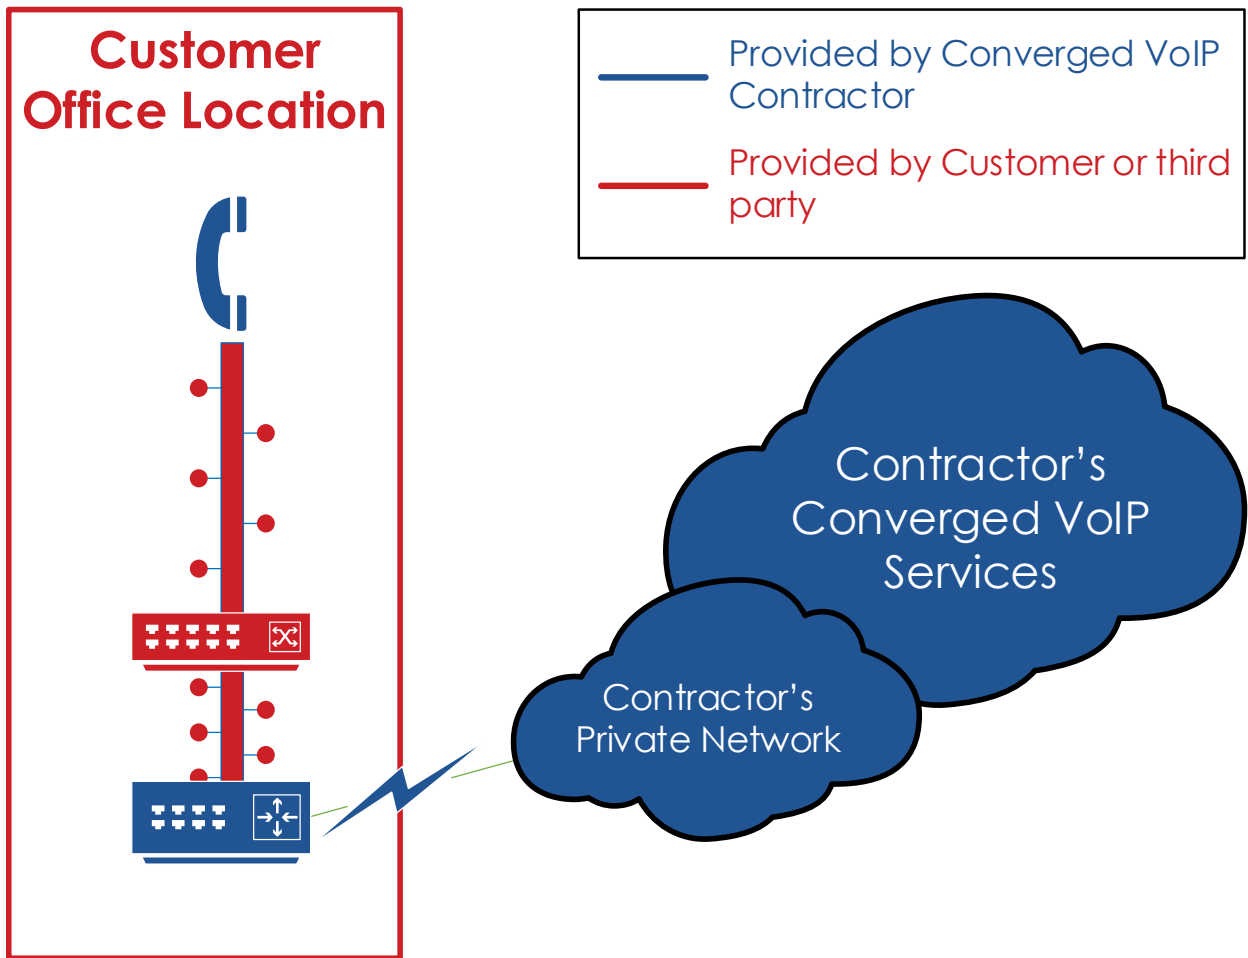 Customer
Office Location
Provided by Converged VoIP
Contractor
Provided by Customer or third
party
Contractor’s
Converged VoIP
Services
Contractor’s
Private Network